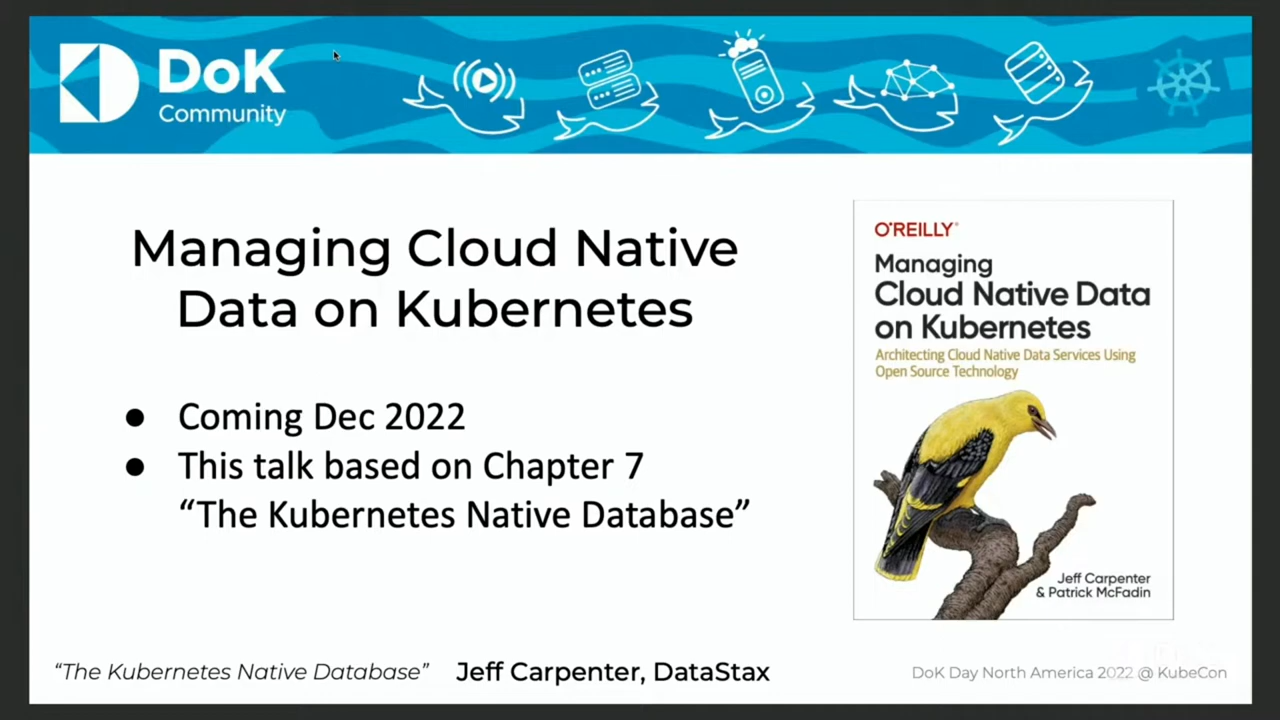 DoK
Community
Managing Cloud Native
Data on Kubernetes
● Coming Dec 2022
● This talk based on Chapter 7
“The Kubernetes Native Database”
O'REILLY®
Managing
Cloud Native Data
on Kubernetes
Architecting Cloud Native Data Services Using
Open Source Technology
Jeff Carpenter
& Patrick McFadin
“The Kubernetes Native Database” Jeff Carpenter, DataStax
DoK Day North America 2022 @ KubeCon